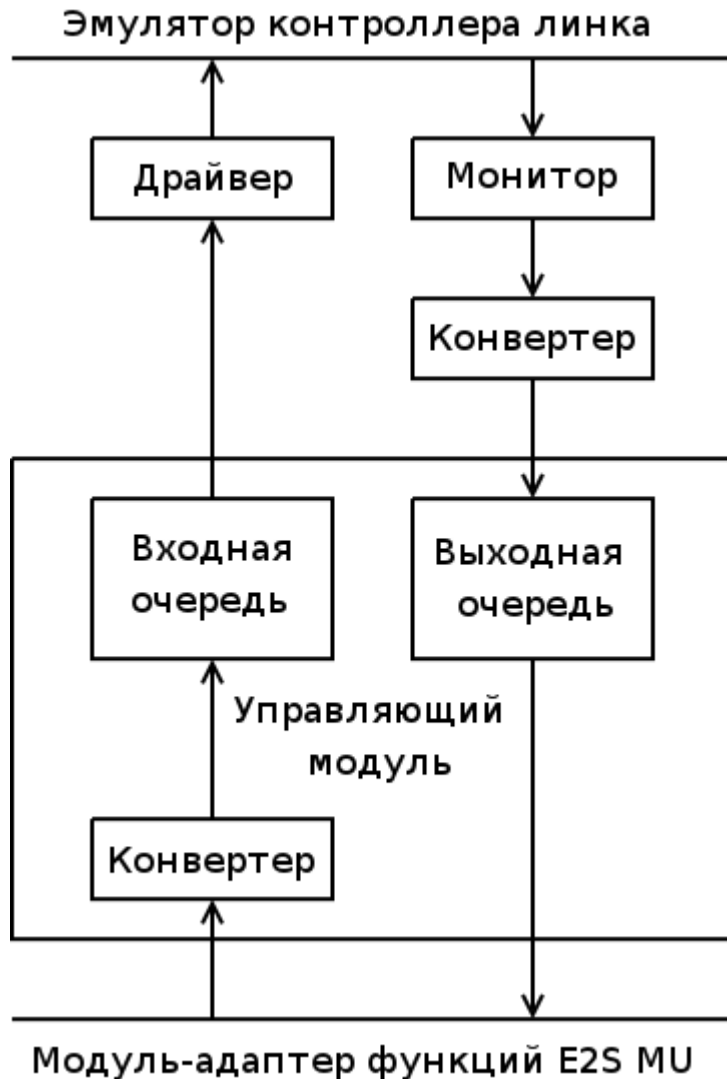 Эмулятор контроллера линка
Драйвер
Монитор
Конвертер
Входная
очередь
Выходная
очередь
Управляющий
модуль
Конвертер
Модуль-адаптер функций E2S MU